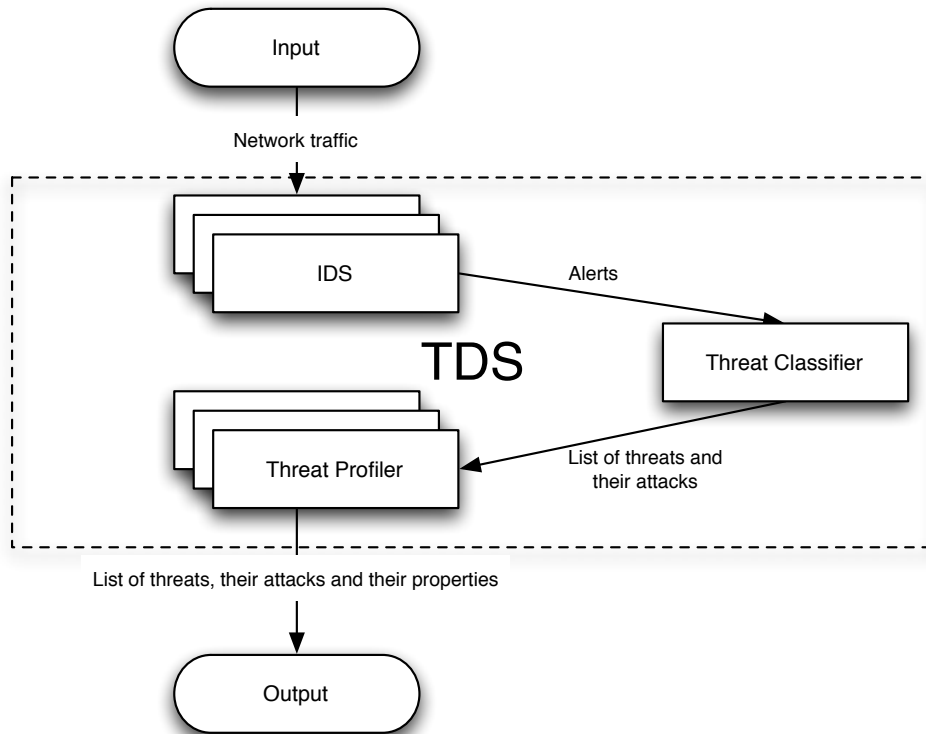 Input
Network traffic
IDS
Alerts
TDS
Threat Classifier
Threat Profiler
List of threats and
their attacks
List of threats, their attacks and their properties
Output